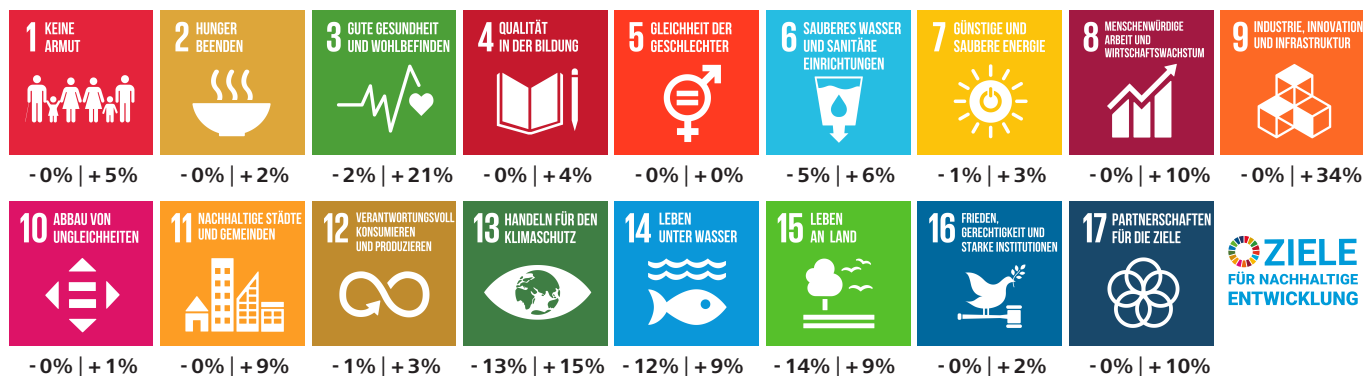 1 KEINE
ARMUT
2 HUNGER
BEENDEN
3 GUTE GESUNDHEIT
UND WOHLBEFINDEN
4 QUALITÄT
IN DER BILDUNG
5 GLEICHHEIT DER
GESCHLECHTER
6 SAUBERES WASSER
UND SANITÄRE
EINRICHTUNGEN
7 GÜNSTIGE UND
SAUBERE ENERGIE
8 MENSCHENWÜRDIGE
ARBEIT UND
WIRTSCHAFTSWACHSTUM
9 INDUSTRIE, INNOVATION
UND INFRASTRUKTUR
-0% | +5%
-0% | +2%
-2% | +21%
-0% | +4%
-0% | +0%
-5% | +6%
-1% | +3%
-0% | +10%
-0% | +34%
10 ABBAU VON
UNGLEICHHEITEN
11 NACHHALTIGE STÄDTE
UND GEMEINDEN
12 VERANTWORTUNGSVOLL
KONSUMIEREN
UND PRODUZIEREN
13 HANDELN FÜR DEN
KLIMASCHUTZ
14 LEBEN
UNTER WASSER
15 LEBEN
AN LAND
16 FRIEDEN,
GERECHTIGKEIT UND
STARKE INSTITUTIONEN
17 PARTNERSCHAFTEN
FÜR DIE ZIELE
ZIELE
FÜR NACHHALTIGE
ENTWICKLUNG
-0% | +1%
-0% | +9%
-1% | +3%
-13% | +15%
-12% | +9%
-14% | +9%
-0% | +2%
-0% | +10%